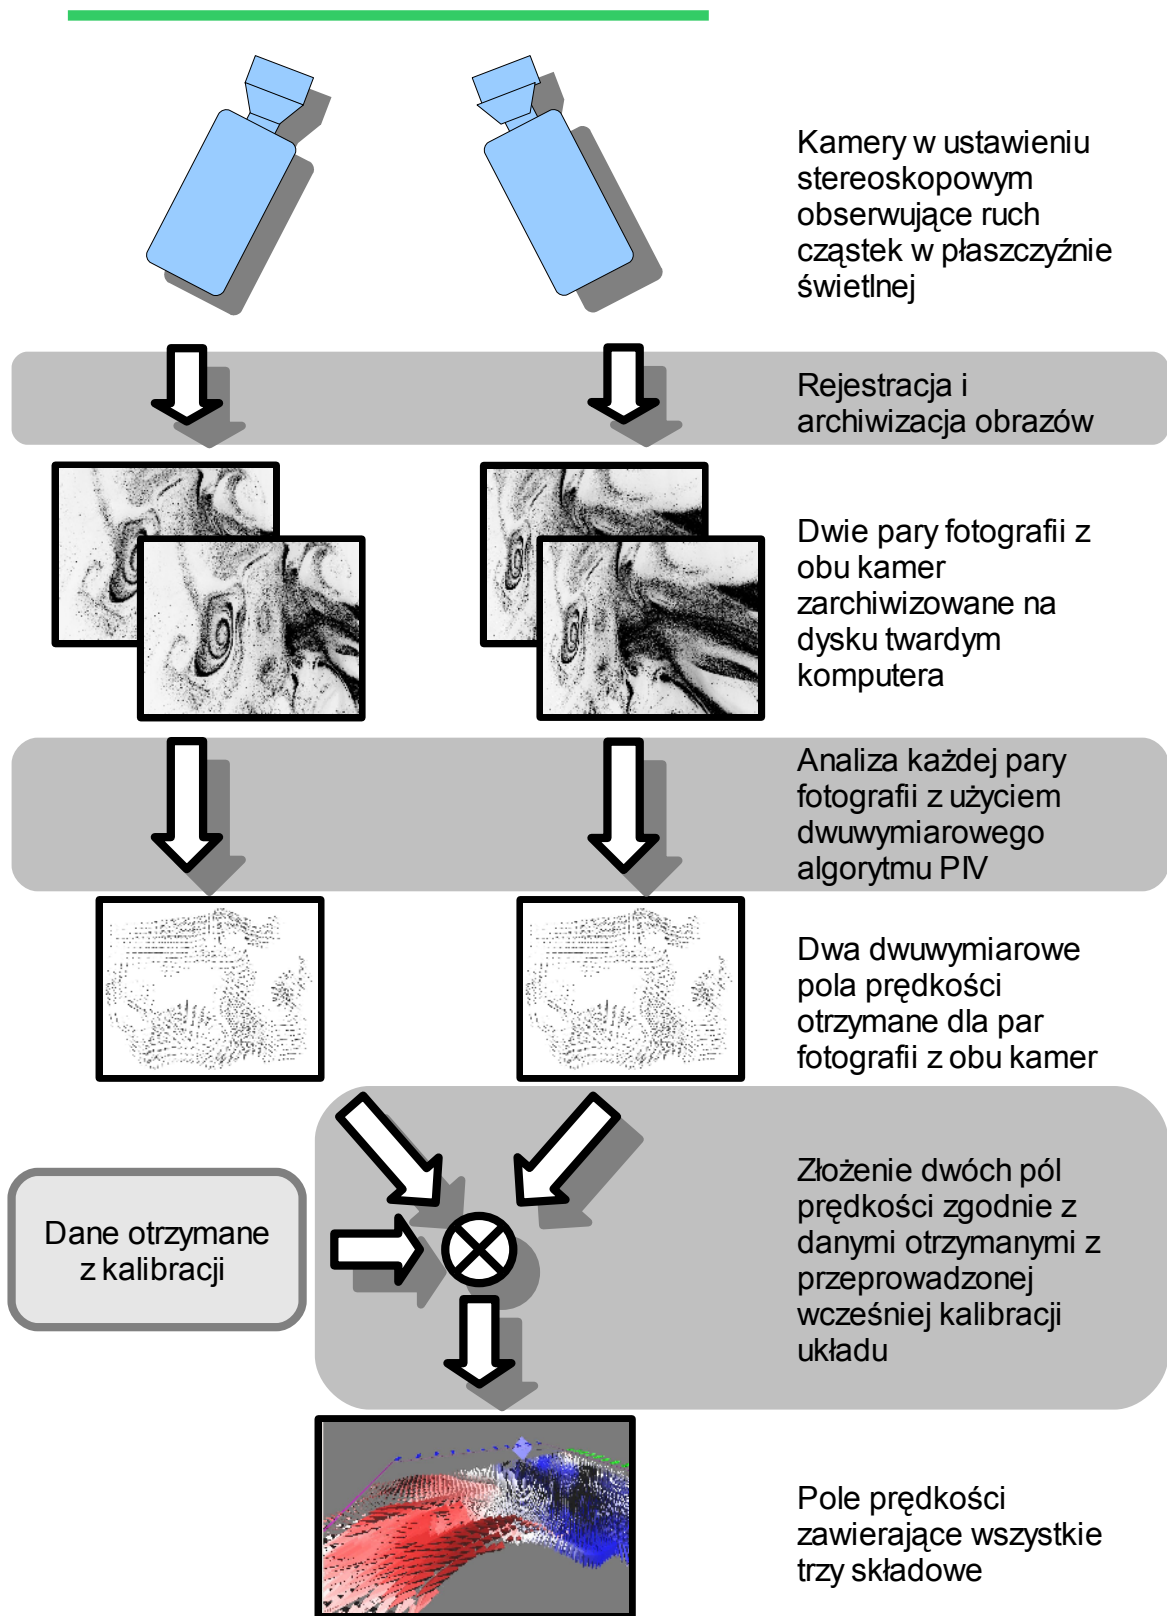 Kamery w ustawieniu
stereoskopowym
obserwujące ruch
cząstek w płaszczyźnie
świetlnej
Rejestracja i
archiwizacja obrazów
Dwie pary fotografii z
obu kamer
zarchiwizowane na
dysku twardym
komputera
Analiza każdej pary
fotografii z użyciem
dwuwymiarowego
algorytmu PIV
Dwa dwuwymiarowe
pola prędkości
otrzymane dla par
fotografii z obu kamer
Dane otrzymane
z kalibracji
Złożenie dwóch pól
prędkości zgodnie z
danymi otrzymanymi z
przeprowadzonej
wcześniej kalibracji
układu
Pole prędkości
zawierające wszystkie
trzy składowe